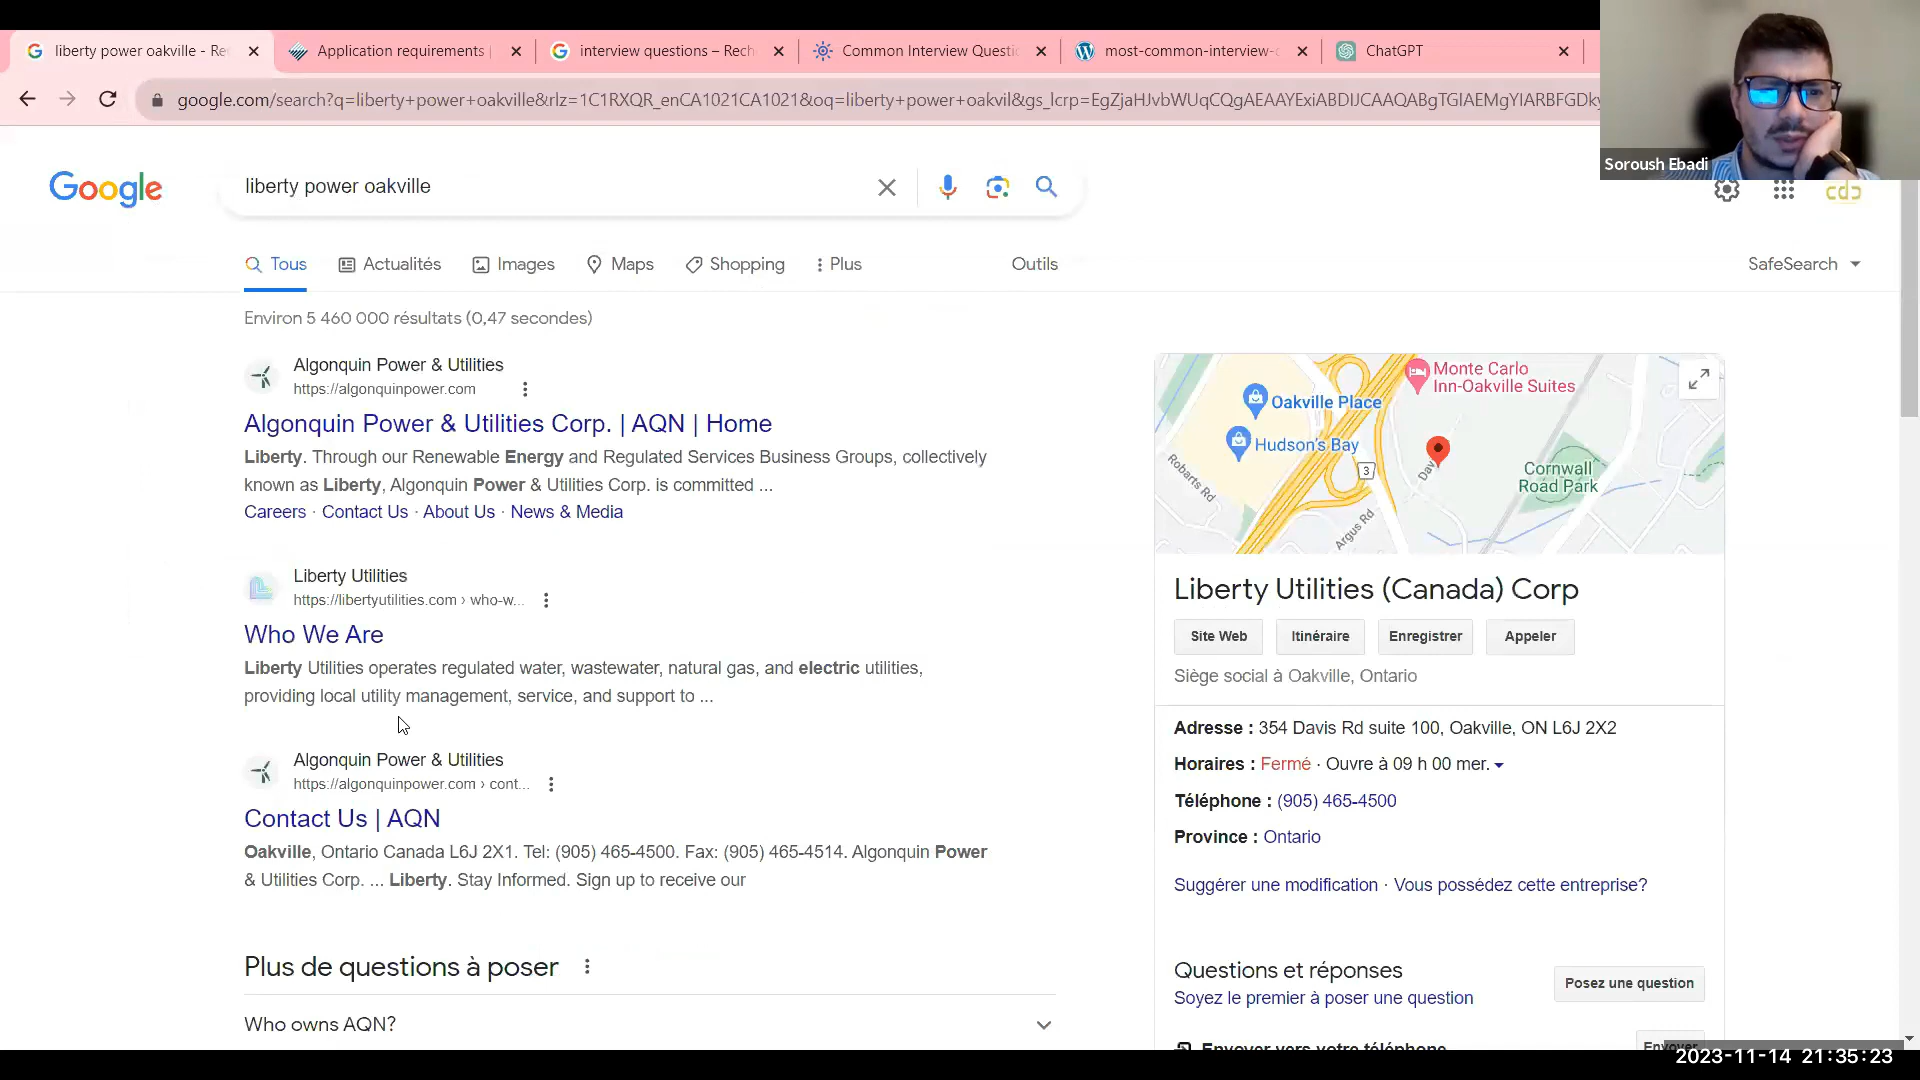 liberty power oakville - Re
Application requirements
interview questions – Rech
Common Interview Questi
most-common-interview-
ChatGPT
google.com/search?q=liberty+power+oakville&rlz=1C1RXQR_enCA1021CA1021&oq=liberty+power+oakvil&gs_lcrp=EgZjaHJvbWUqCQgAEAAYExiABDIJCAAQABgTGIAEMgYIARBFGDky
Soroush Ebadi
Google
liberty power oakville
cdc
Tous
Actualités
Images
Maps
Shopping
Plus
Outils
SafeSearch
Environ 5 460 000 résultats (0,47 secondes)
Algonquin Power & Utilities
https://algonquinpower.com
Algonquin Power & Utilities Corp. | AQN | Home
Liberty. Through our Renewable Energy and Regulated Services Business Groups, collectively
known as Liberty, Algonquin Power & Utilities Corp. is committed ...
Careers · Contact Us · About Us · News & Media
Liberty Utilities
https://libertyutilities.com › who-w...
Who We Are
Liberty Utilities operates regulated water, wastewater, natural gas, and electric utilities,
providing local utility management, service, and support to ...
Algonquin Power & Utilities
https://algonquinpower.com › cont...
Contact Us | AQN
Oakville, Ontario Canada L6J 2X1. Tel: (905) 465-4500. Fax: (905) 465-4514. Algonquin Power
& Utilities Corp. ... Liberty. Stay Informed. Sign up to receive our
Plus de questions à poser
Who owns AQN?
Monte Carlo
Inn-Oakville Suites
Oakville Place
Hudson's Bay
Robarts Rd
3
Dav
Argus Rd
Cornwall
Road Park
Liberty Utilities (Canada) Corp
Site Web
Itinéraire
Enregistrer
Appeler
Siège social à Oakville, Ontario
Adresse : 354 Davis Rd suite 100, Oakville, ON L6J 2X2
Horaires : Fermé · Ouvre à 09 h 00 mer.
Téléphone : (905) 465-4500
Province : Ontario
Suggérer une modification · Vous possédez cette entreprise?
Questions et réponses
Posez une question
Soyez le premier à poser une question
Envoyer vers votre téléphone
Envoyer
2023-11-14 21:35:23